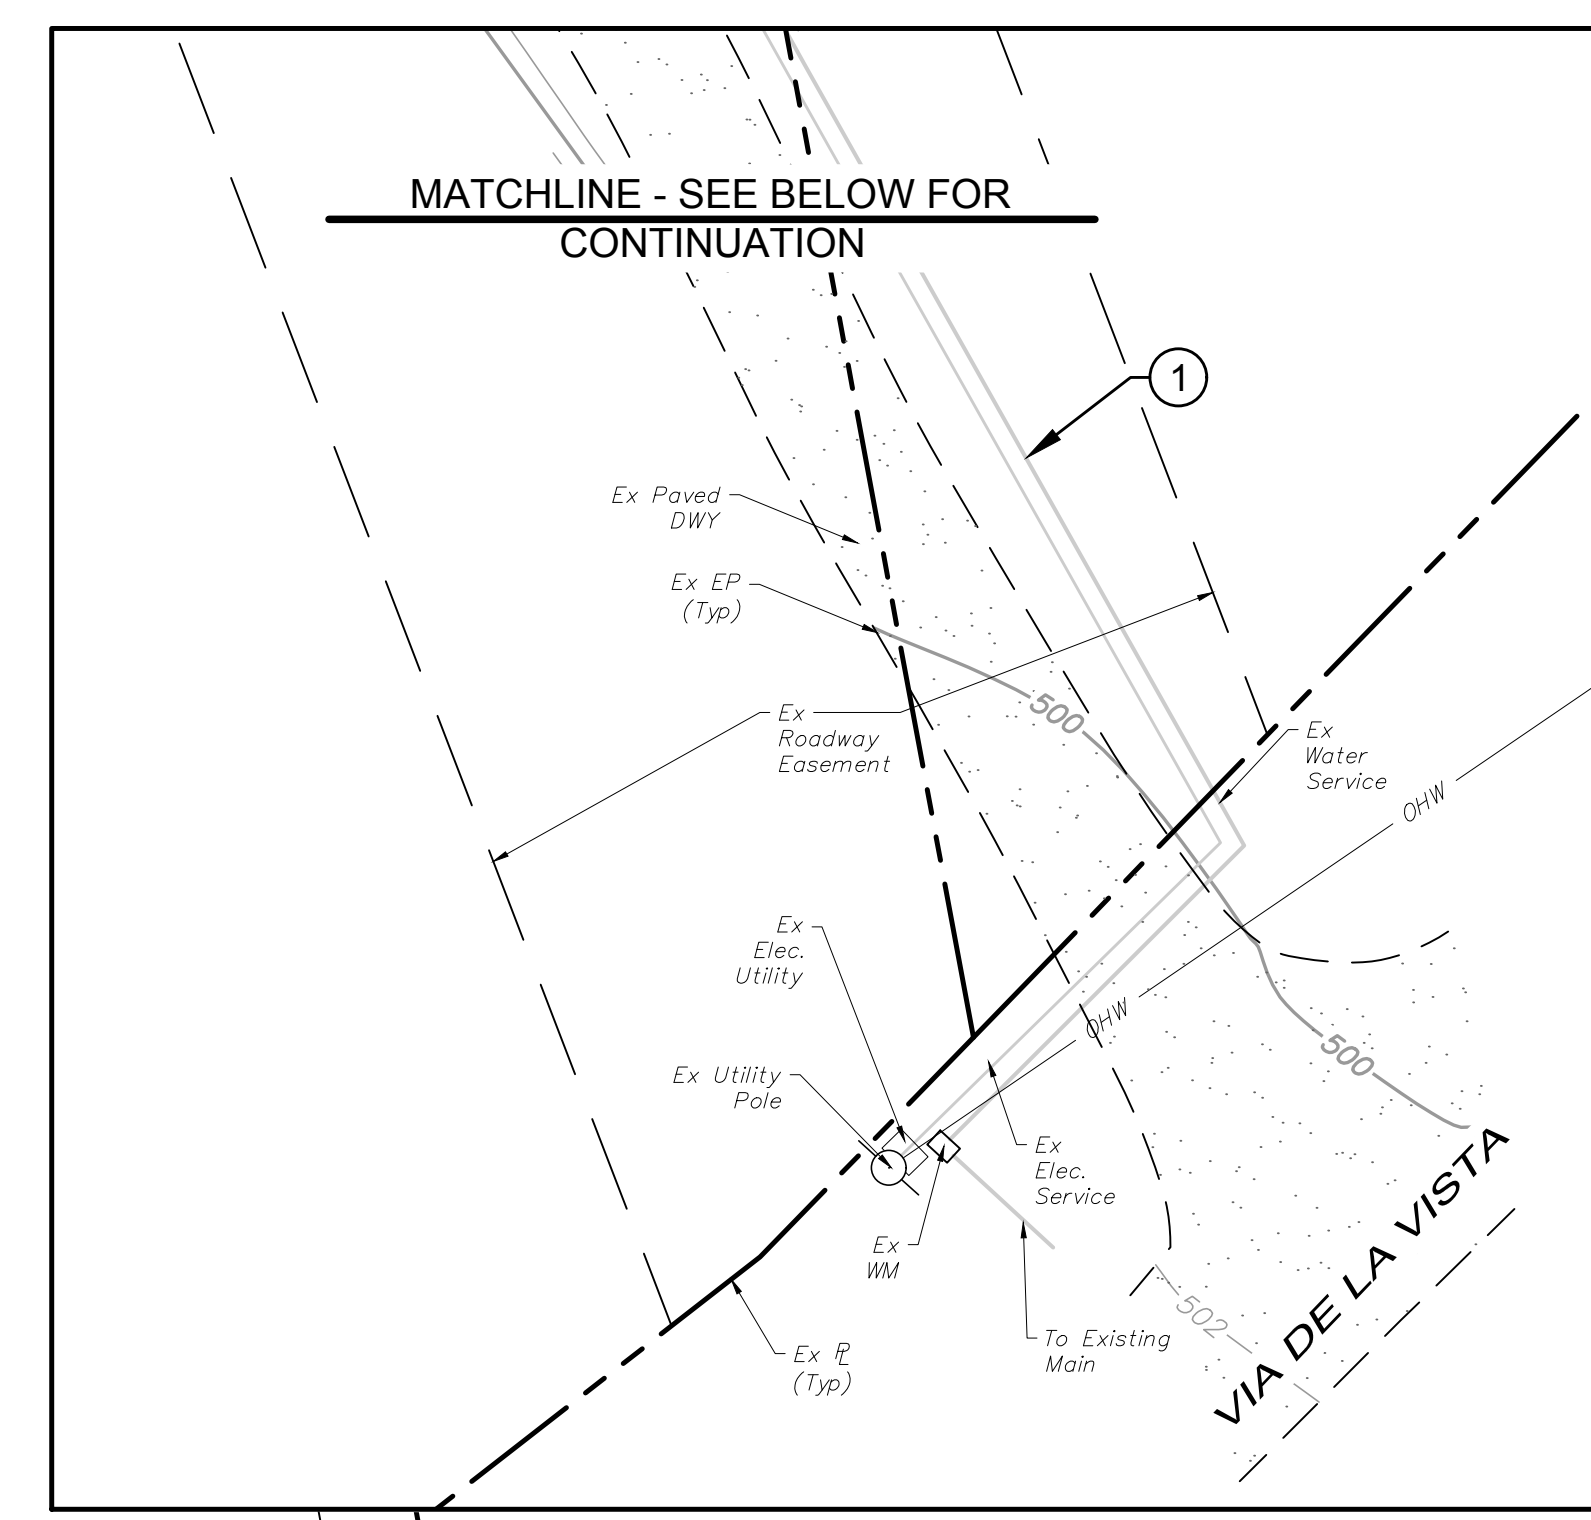 MATCHLINE - SEE BELOW FOR
CONTINUATION
1
Ex Paved
DWY
Ex EP
(Typ)
Ex
Roadway
Easement
500
Ex
Water
Service
OHW
Ex
Elec.
Utility
OHW
500
Ex Utility
Pole
Ex
Elec.
Service
Ex
WM
To Existing
Main
Ex PL
(Typ)
502
VIA DE LA VISTA